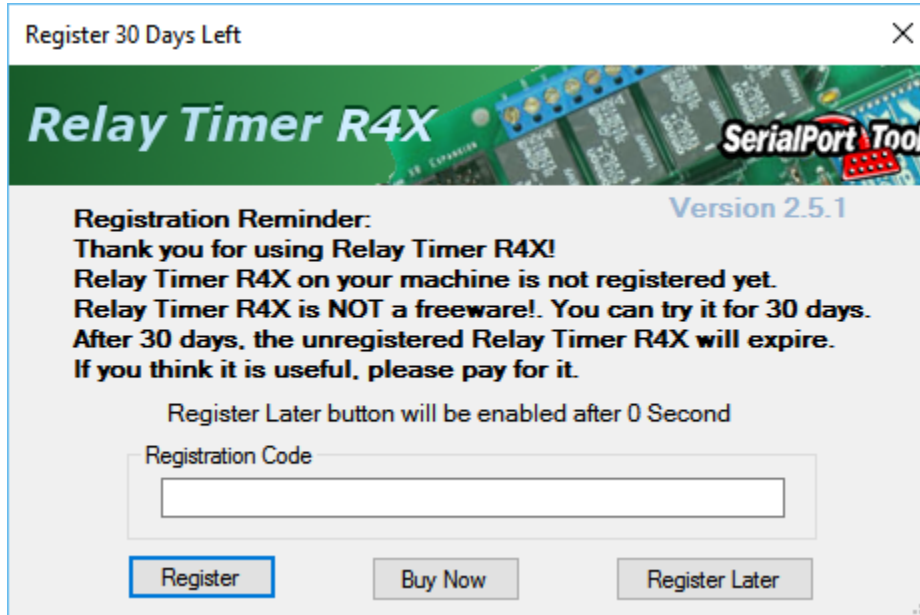 Register 30 Days Left
Relay Timer R4X
EXPANSION
SerialPort Tool
Version 2.5.1
Registration Reminder:
Thank you for using Relay Timer R4X!
Relay Timer R4X on your machine is not registered yet.
Relay Timer R4X is NOT a freeware!. You can try it for 30 days.
After 30 days, the unregistered Relay Timer R4X will expire.
If you think it is useful, please pay for it.
Register Later button will be enabled after 0 Second
Registration Code
Register
Buy Now
Register Later